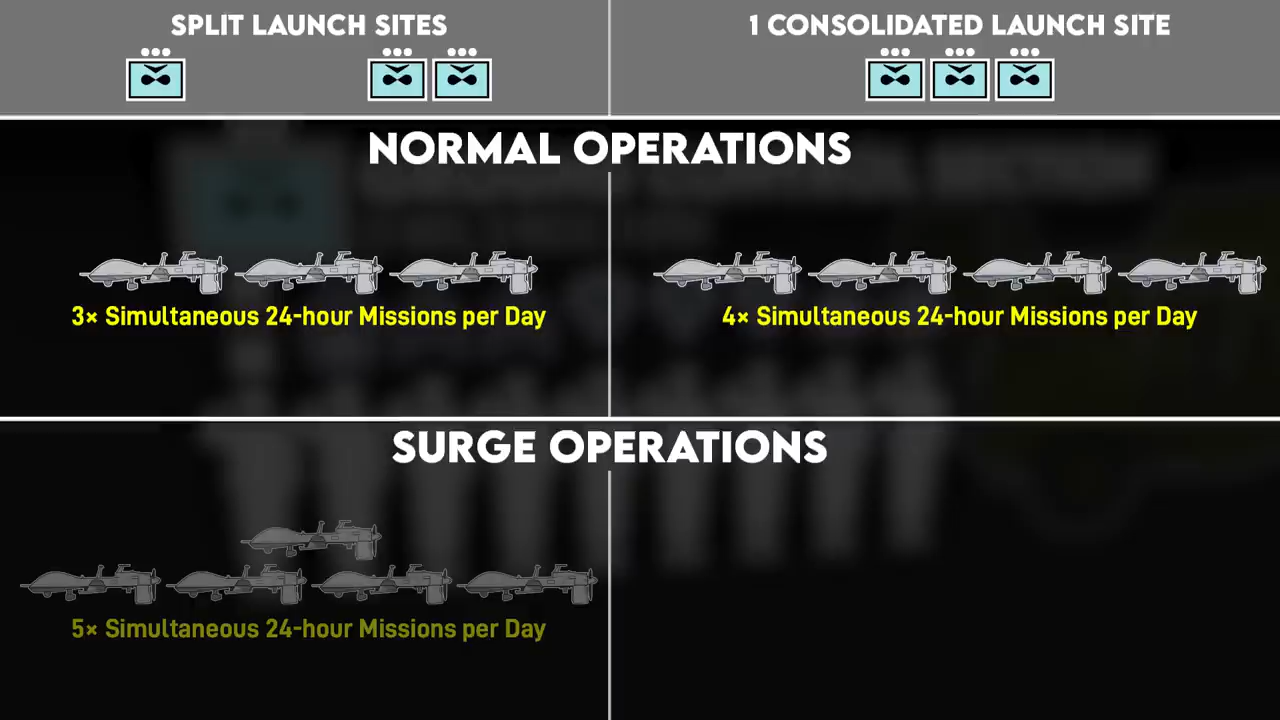 SPLIT LAUNCH SITES
1 CONSOLIDATED LAUNCH SITE
NORMAL OPERATIONS
3× Simultaneous 24-hour Missions per Day
4× Simultaneous 24-hour Missions per Day
SURGE OPERATIONS
5× Simultaneous 24-hour Missions per Day